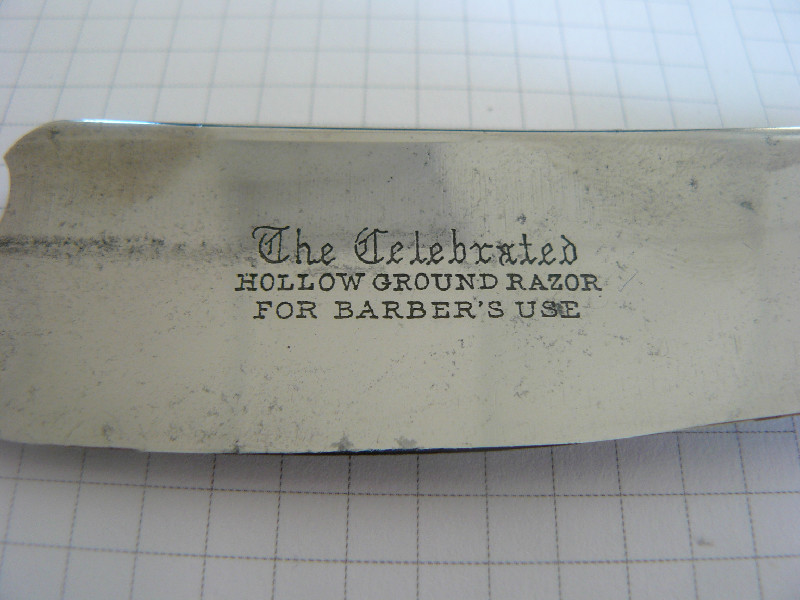 The Celebrated
HOLLOW GROUND RAZOR
FOR BARBER'S USE